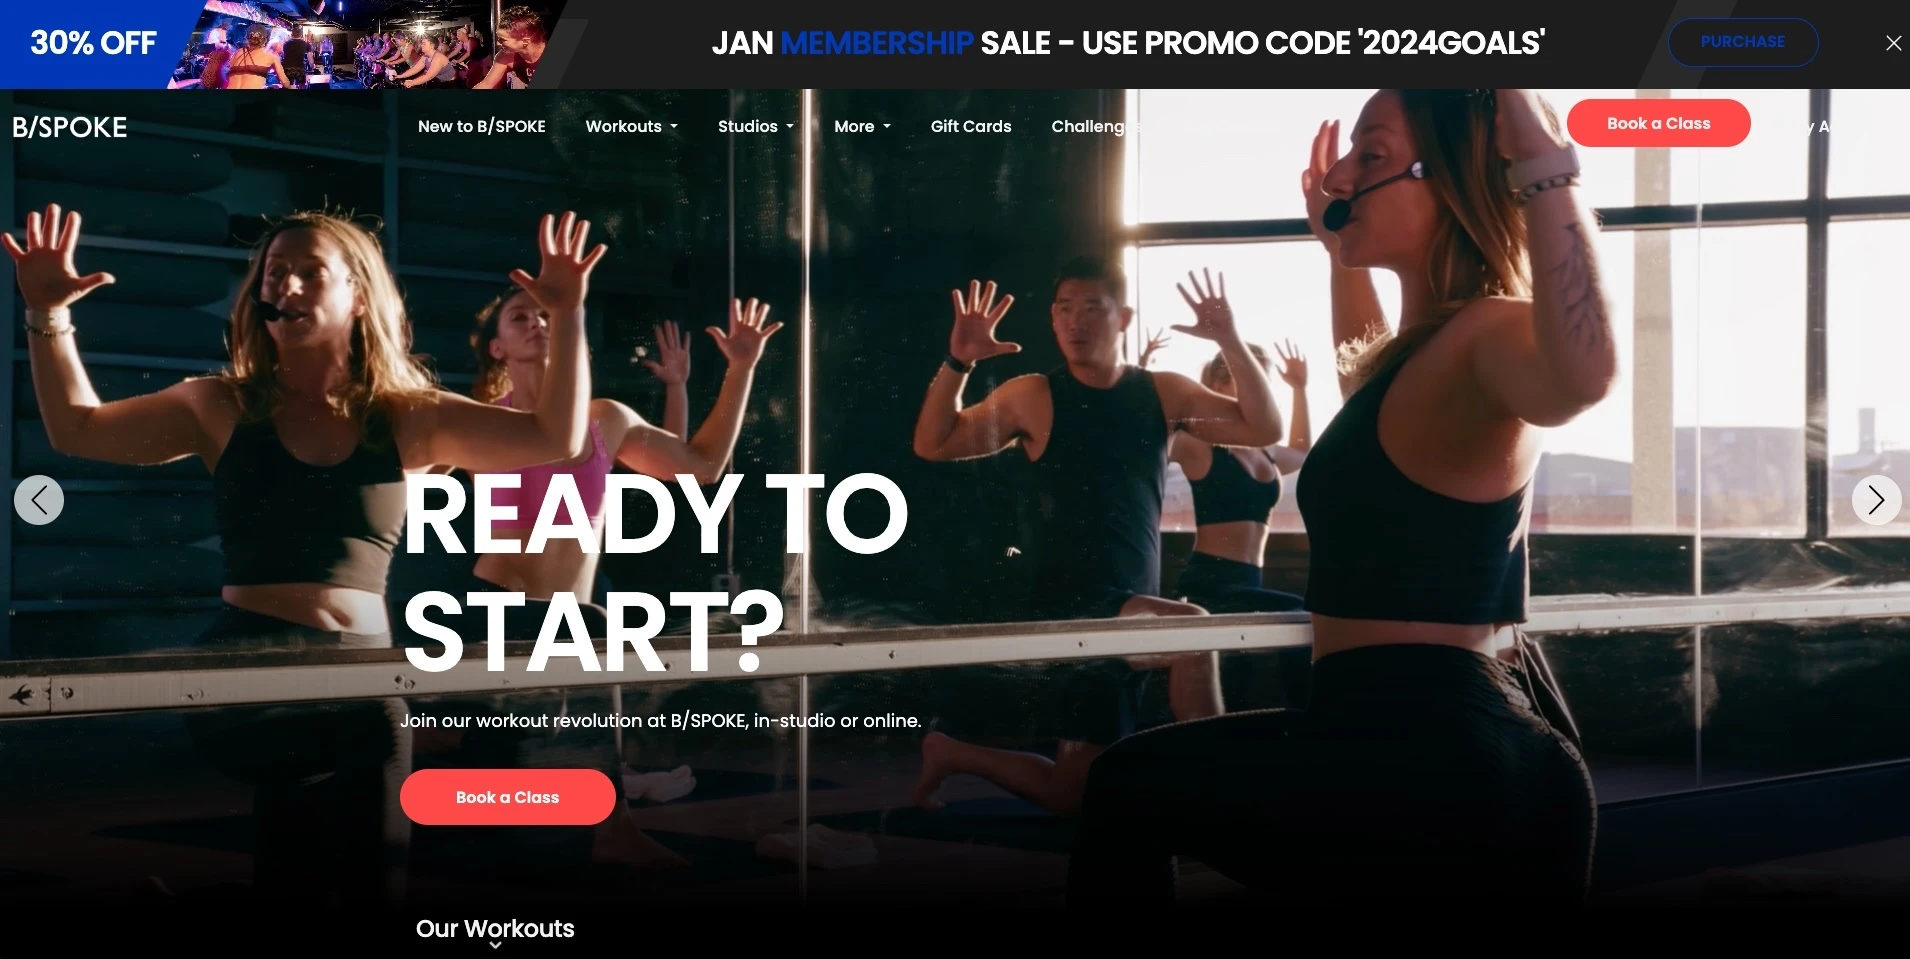 30% OFF
JAN MEMBERSHIP SALE - USE PROMO CODE '2024GOALS'
PURCHASE
B/SPOKE
New to B/SPOKE
Workouts
Studios
More
Gift Cards
Challenges
Book a Class
READY TO
START?
Join our workout revolution at B/SPOKE, in-studio or online.
Book a Class
Our Workouts